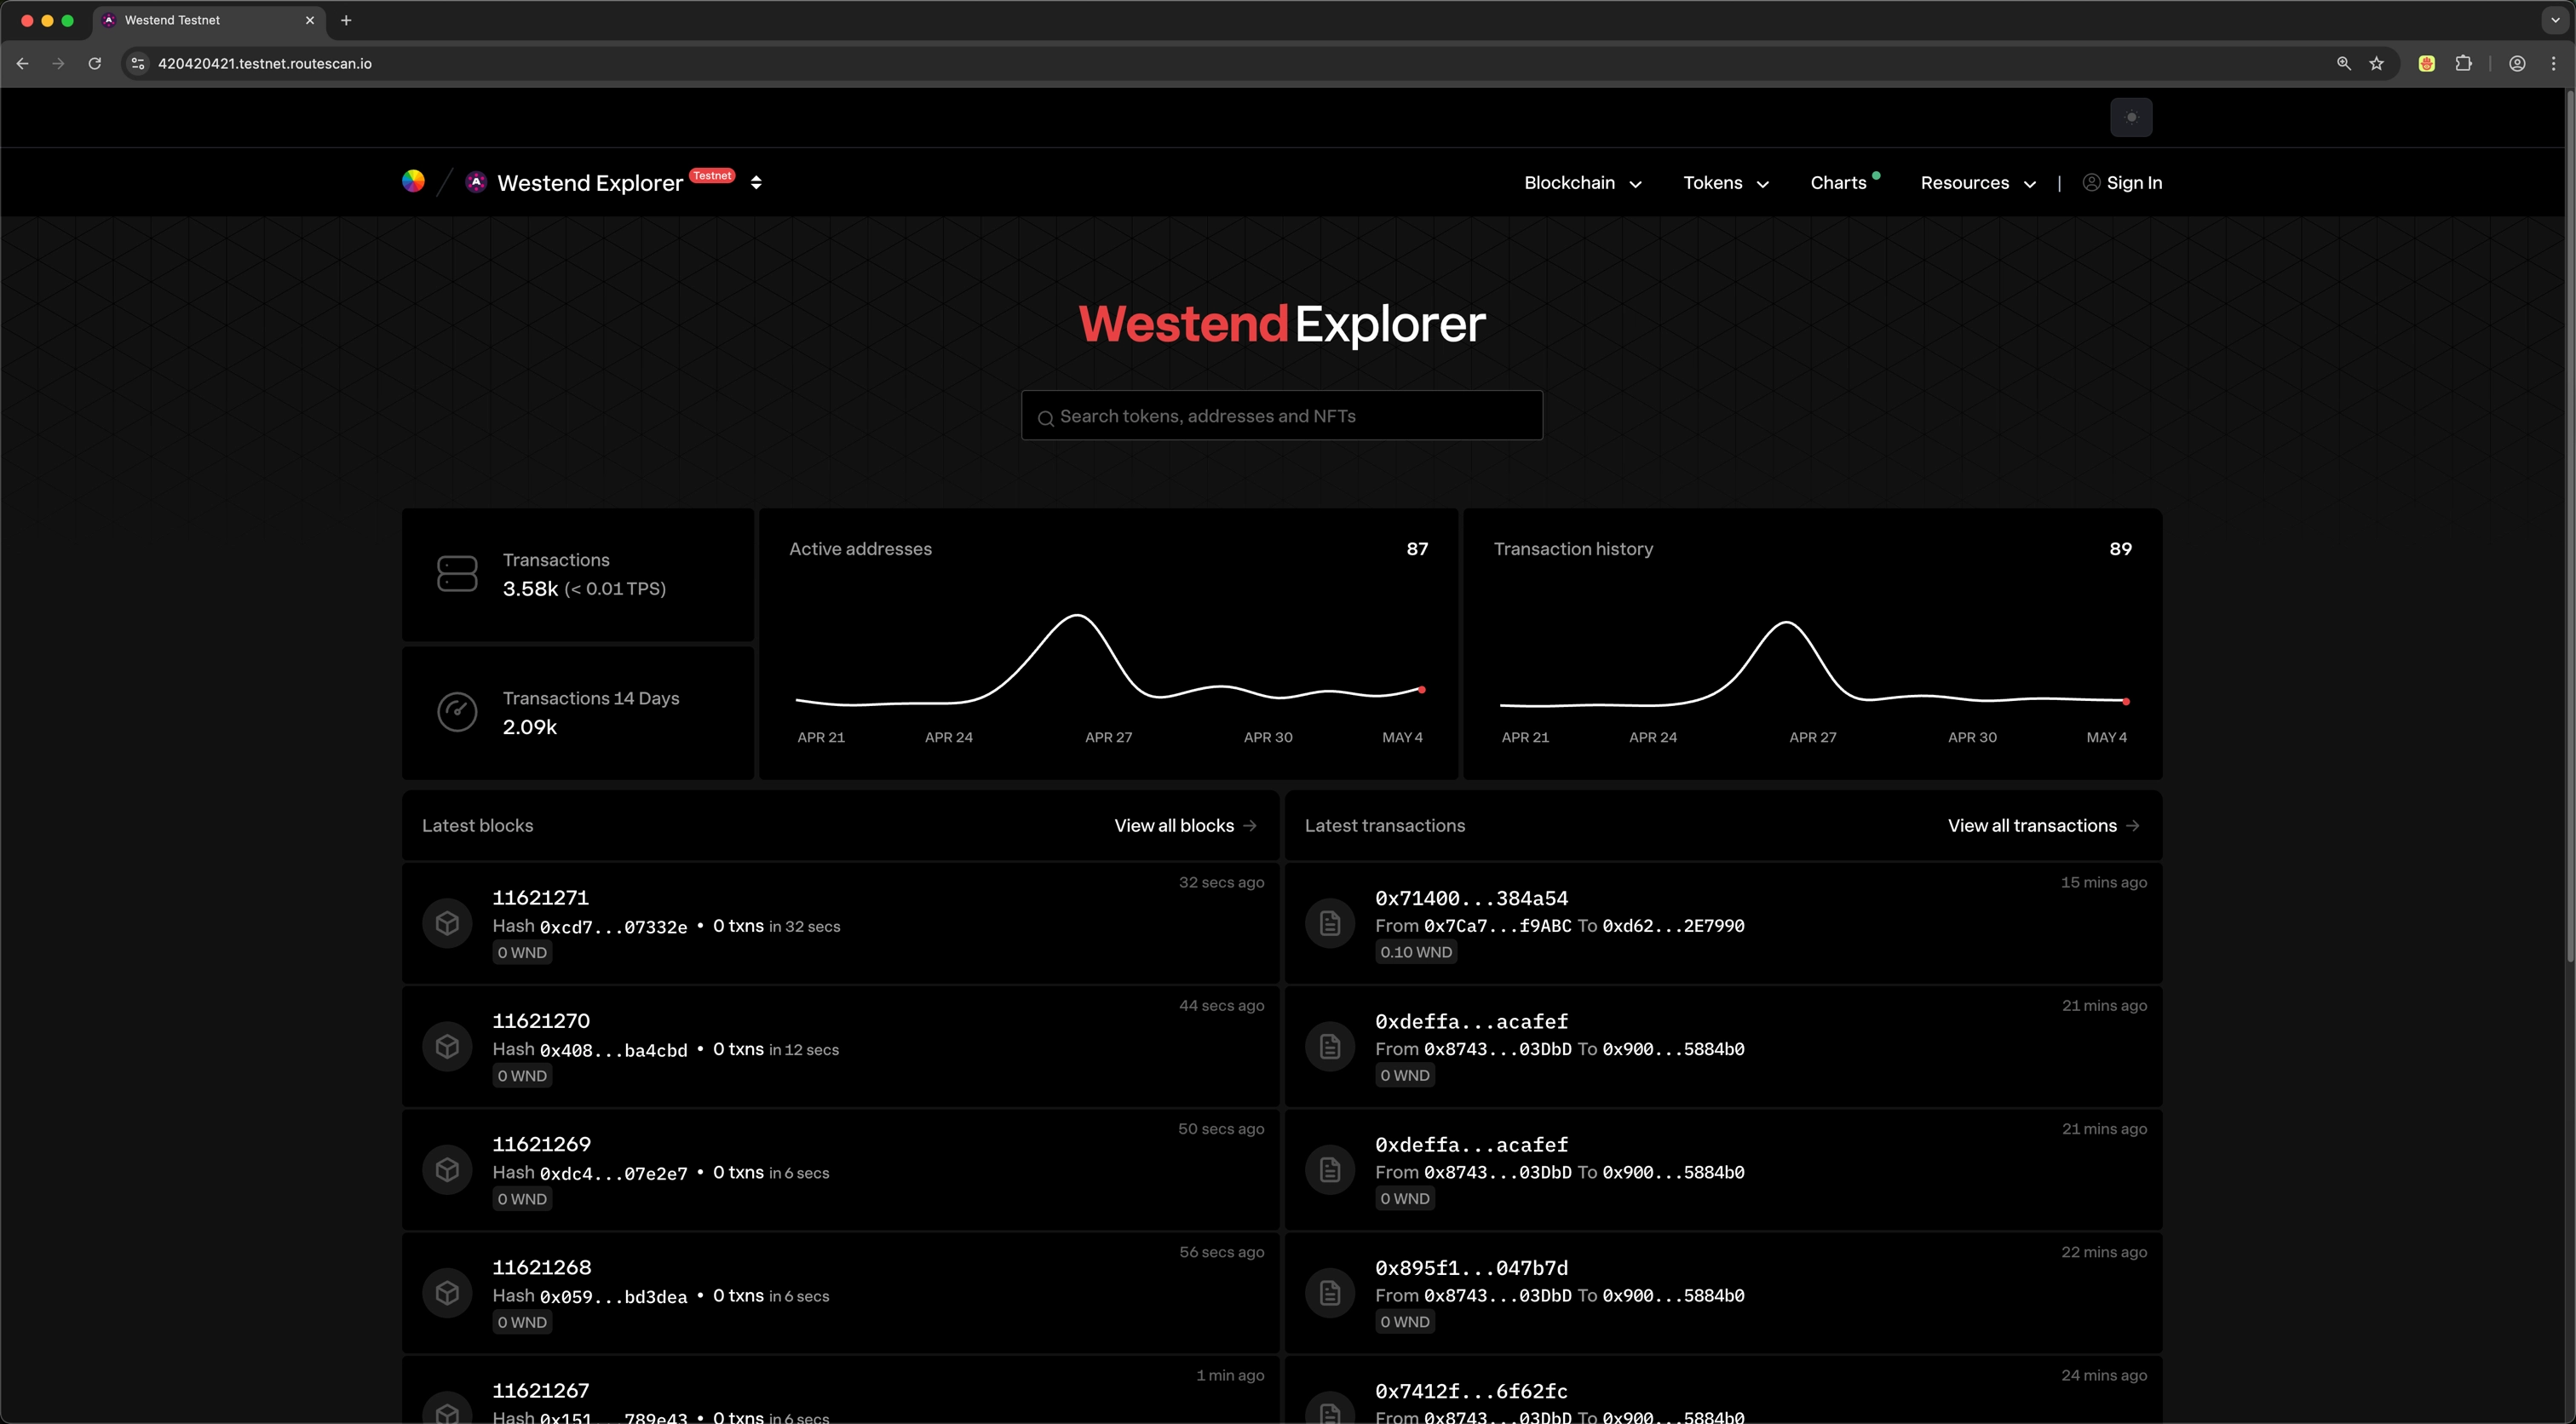 Westend Testnet
420420421.testnet.routescan.io
Westend Explorer Testnet
Blockchain
Tokens
Charts
Resources
|
Sign In
Westend Explorer
Search tokens, addresses and NFTs
Transactions
3.58k (< 0.01 TPS)
Transactions 14 Days
2.09k
Active addresses
87
APR 21
APR 24
APR 27
APR 30
MAY 4
Transaction history
89
APR 21
APR 24
APR 27
APR 30
MAY 4
Latest blocks
View all blocks →
11621271
32 secs ago
Hash 0xcd7...07332e • 0 txns in 32 secs
0 WND
11621270
44 secs ago
Hash 0x408...ba4cbd • 0 txns in 12 secs
0 WND
11621269
50 secs ago
Hash 0xdc4...07e2e7 • 0 txns in 6 secs
0 WND
11621268
56 secs ago
Hash 0x059...bd3dea • 0 txns in 6 secs
0 WND
11621267
1 min ago
Hash 0x151...789e43 • 0 txns in 6 secs
Latest transactions
View all transactions →
0x71400...384a54
15 mins ago
From 0x7Ca7...f9ABC To 0xd62...2E7990
0.10 WND
0xdeffa...acafef
21 mins ago
From 0x8743...03DbD To 0x900...5884b0
0 WND
0xdeffa...acafef
21 mins ago
From 0x8743...03DbD To 0x900...5884b0
0 WND
0x895f1...047b7d
22 mins ago
From 0x8743...03DbD To 0x900...5884b0
0 WND
0x7412f...6f62fc
24 mins ago
From 0x8743...03DbD To 0x900...5884b0